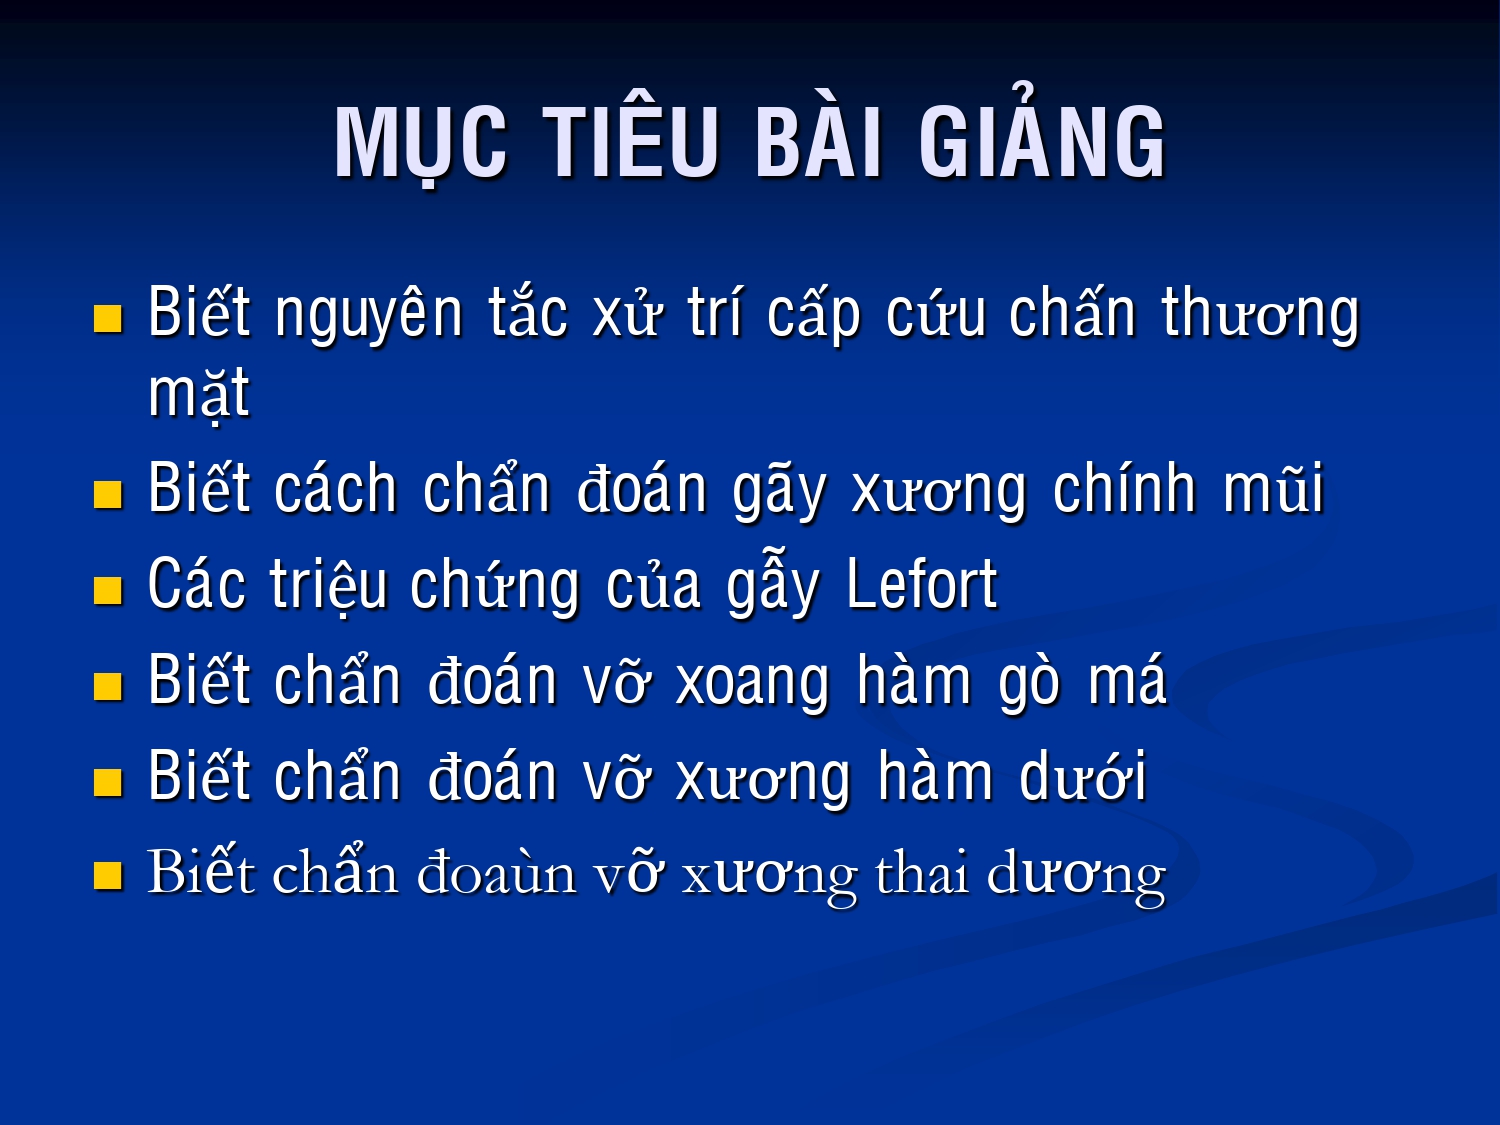 MỤC TIÊU BÀI GIẢNG
Biết nguyên tắc xử trí cấp cứu chấn thương
mặt
Biết cách chẩn đoán gãy xương chính mũi
Các triệu chứng của gẫy Lefort
Biết chẩn đoán vỡ xoang hàm gò má
Biết chẩn đoán vỡ xương hàm dưới
Biết chẩn đoaùn vỡ xương thai dương